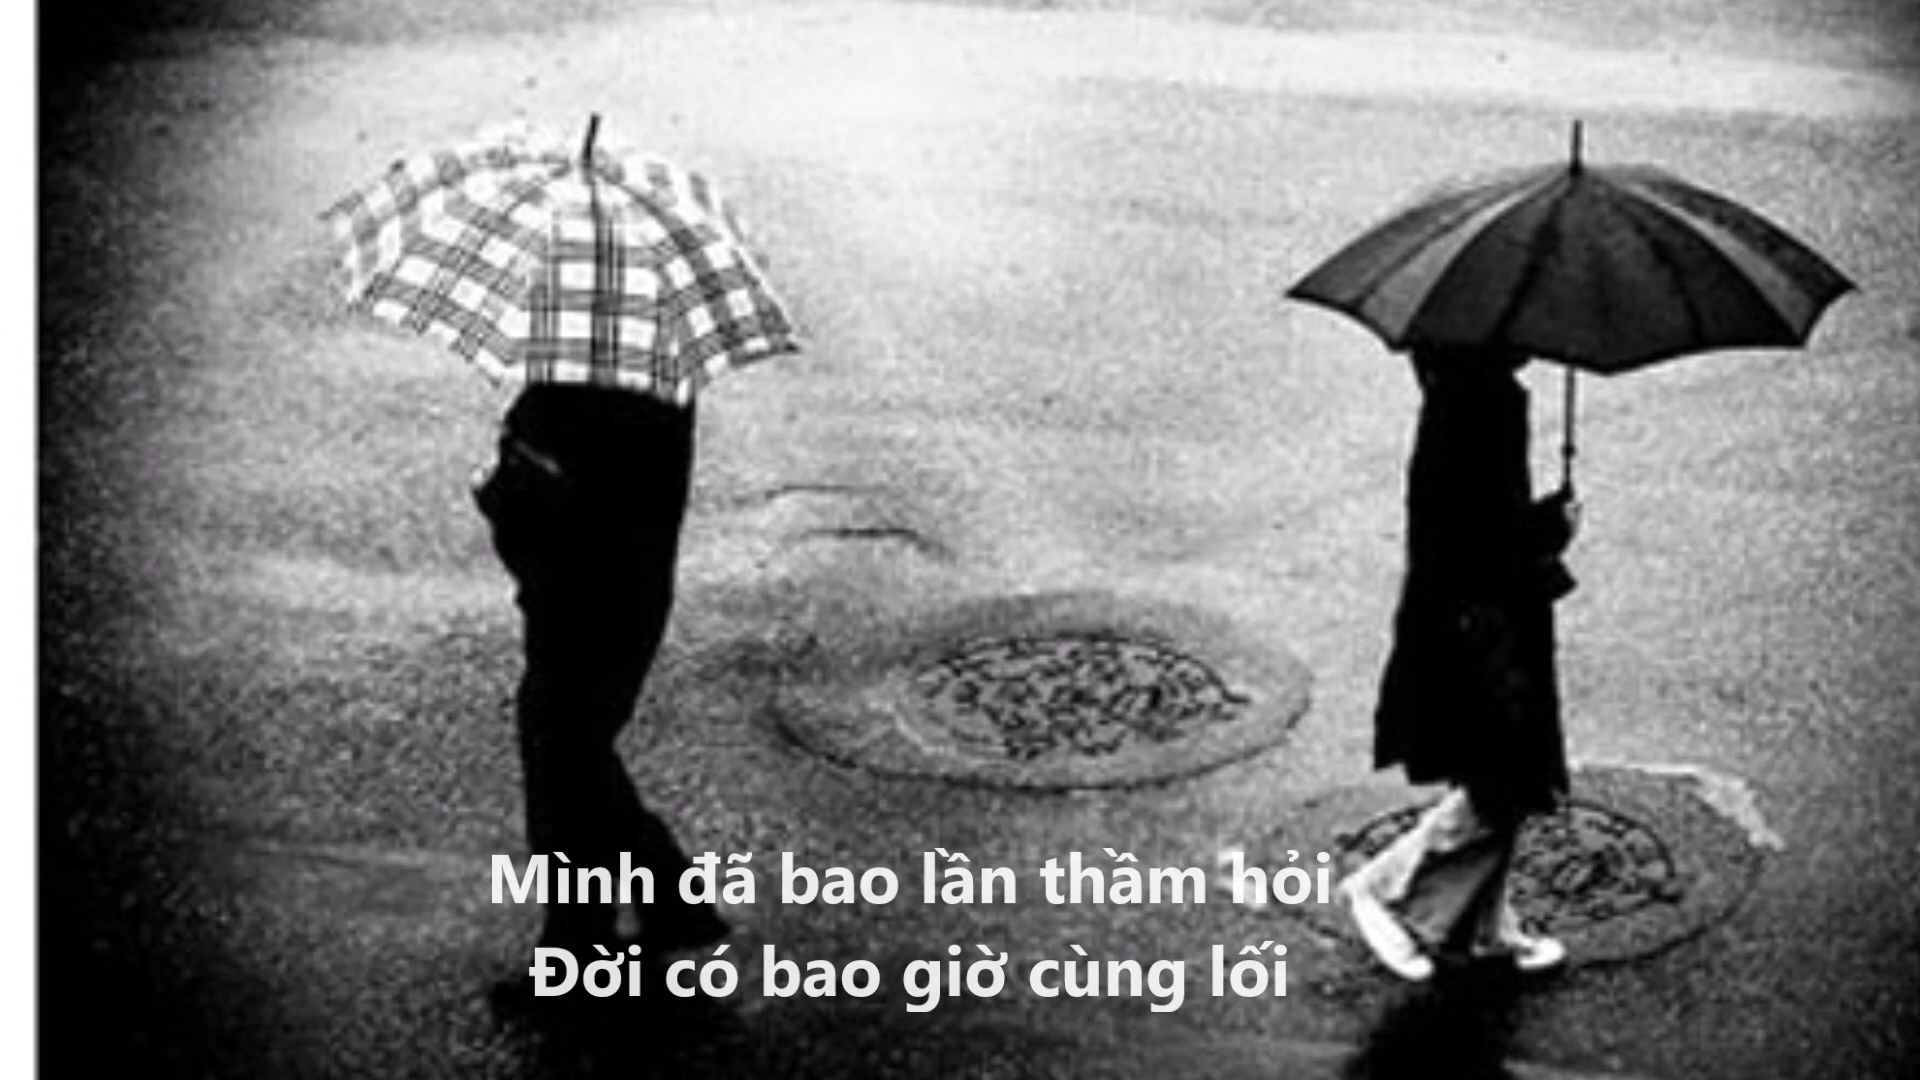 Mình đã bao lần thầm hỏi
Đời có bao giờ cùng lối